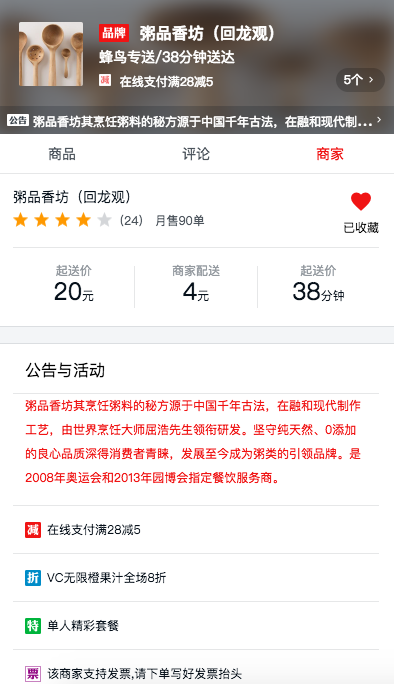 品牌 粥品香坊（回龙观）
蜂鸟专送/38分钟送达
减 在线支付满28减5
5个 >
公告 粥品香坊其烹饪粥料的秘方源于中国千年古法，在融和现代制... >
商品 评论 商家
粥品香坊（回龙观）
(24) 月售90单
已收藏
起送价 商家配送 起送价
20元 4元 38分钟
公告与活动
粥品香坊其烹饪粥料的秘方源于中国千年古法，在融和现代制作
工艺，由世界烹饪大师屈浩先生领衔研发。坚守纯天然、0添加
的良心品质深得消费者青睐，发展至今成为粥类的引领品牌。是
2008年奥运会和2013年园博会指定餐饮服务商。
减 在线支付满28减5
折 VC无限橙果汁全场8折
特 单人精彩套餐
票 该商家支持发票,请下单写好发票抬头